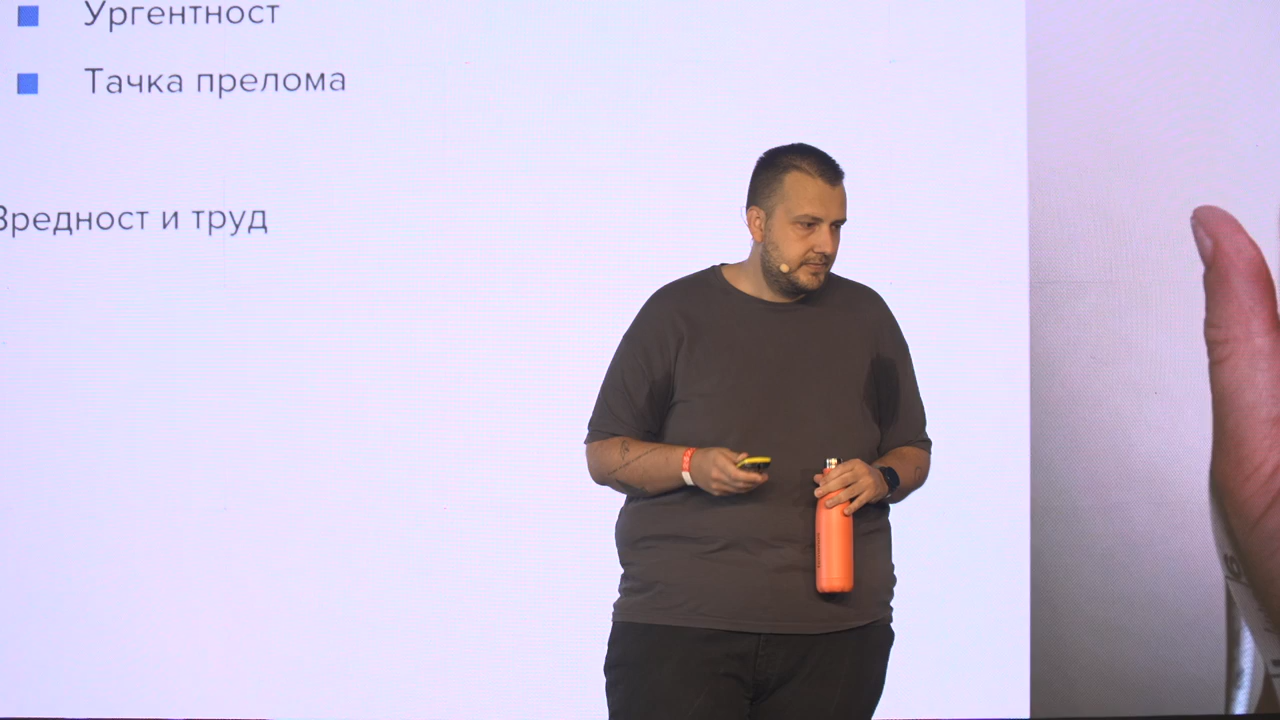 Ургентност
Тачка прелома
Вредност и труд